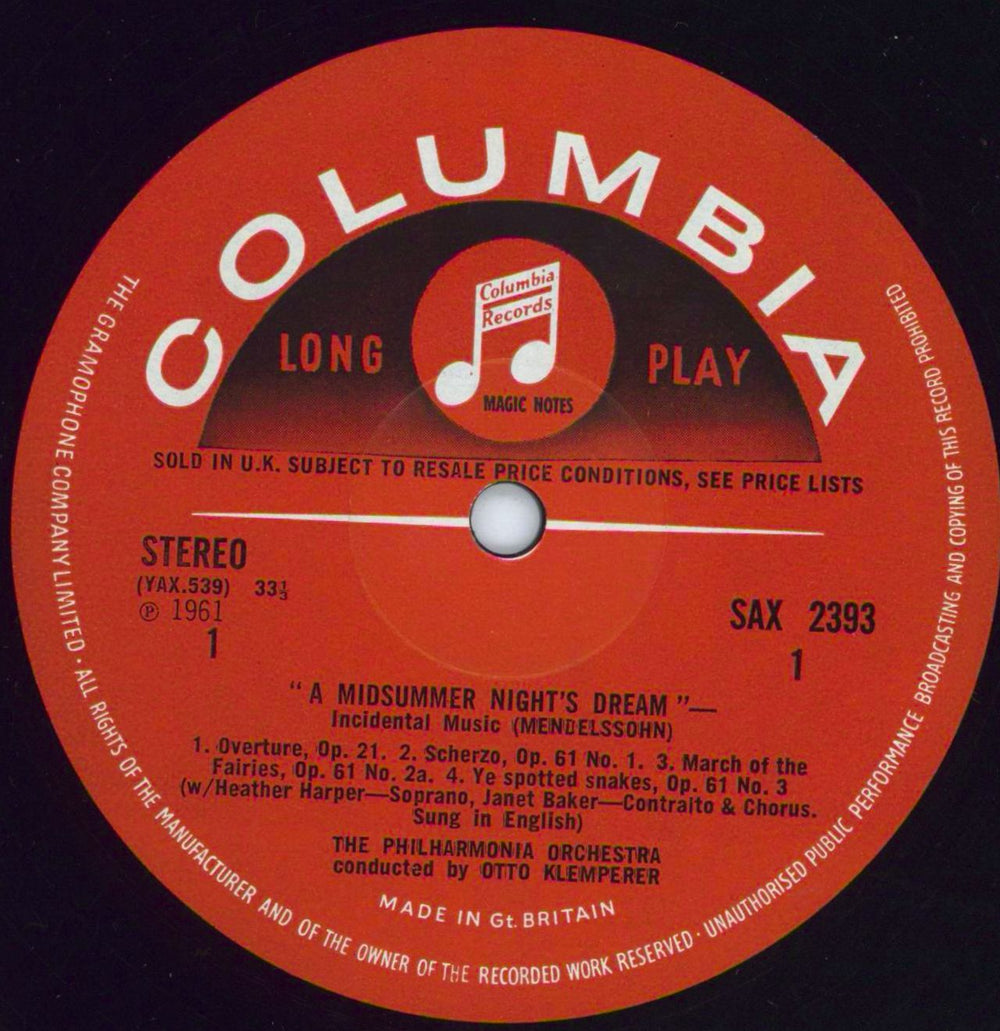 COLUMBIA
Columbia
Records
LONG PLAY
MAGIC NOTES
SOLD IN U.K. SUBJECT TO RESALE PRICE CONDITIONS, SEE PRICE LISTS
STEREO
(YAX.539) 33⅓
℗ 1961
1
SAX 2393
1
"A MIDSUMMER NIGHT'S DREAM"—
Incidental Music (MENDELSSOHN)
1. Overture, Op. 21. 2. Scherzo, Op. 61 No. 1. 3. March of the
Fairies, Op. 61 No. 2a. 4. Ye spotted snakes, Op. 61 No. 3
(w/Heather Harper—Soprano, Janet Baker—Contralto & Chorus.
Sung in English)
THE PHILHARMONIA ORCHESTRA
conducted by OTTO KLEMPERER
MADE IN Gt. BRITAIN
THE GRAMOPHONE COMPANY LIMITED · ALL RIGHTS OF THE MANUFACTURER AND OF THE OWNER OF THE RECORDED WORK RESERVED · UNAUTHORISED PUBLIC PERFORMANCE BROADCASTING AND COPYING OF THIS RECORD PROHIBITED